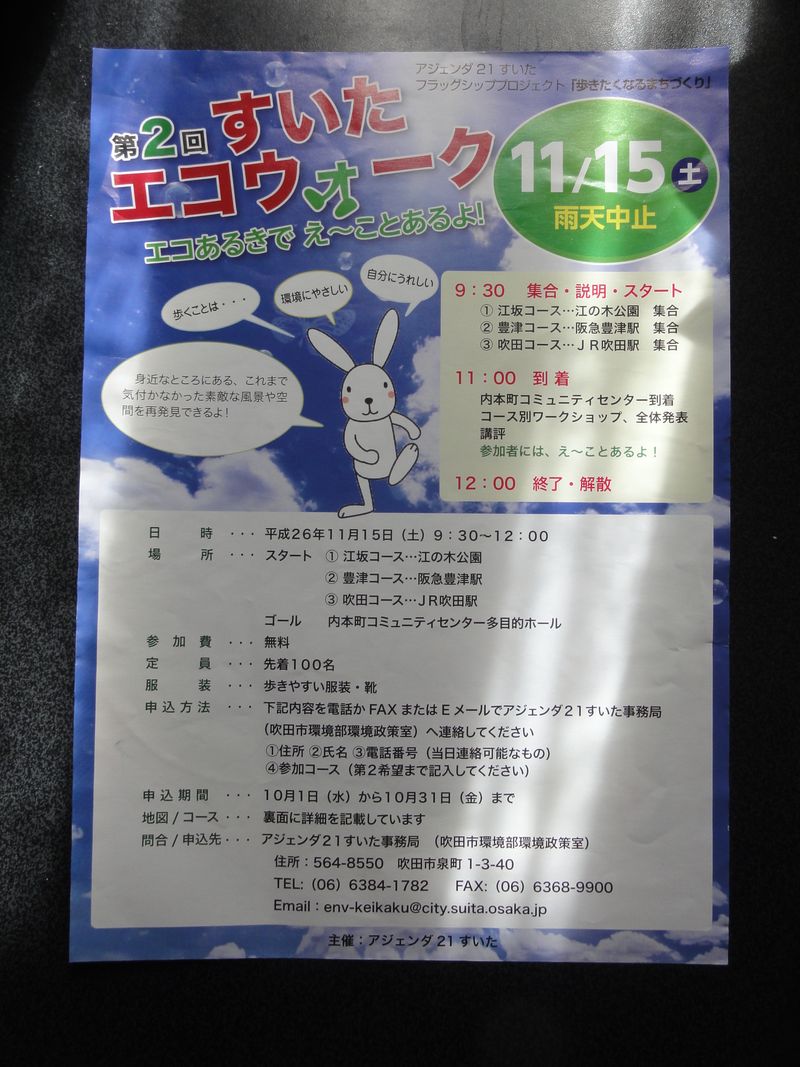 アジェンダ21すいた
フラッグシッププロジェクト「歩きたくなるまちづくり」
第2回 すいた
エコウォーク
エコあるきで え～ことあるよ!
11/15 土
雨天中止
歩くことは・・・
環境にやさしい
自分にうれしい
身近なところにある、これまで
気付かなかった素敵な風景や空
間を再発見できるよ!
9：30 集合・説明・スタート
① 江坂コース…江の木公園 集合
② 豊津コース…阪急豊津駅 集合
③ 吹田コース…ＪＲ吹田駅 集合
11：00 到着
内本町コミュニティセンター到着
コース別ワークショップ、全体発表
講評
参加者には、え～ことあるよ！
12：00 終了・解散
日時 ・・・ 平成26年11月15日（土）9：30～12：00
場所 ・・・ スタート ① 江坂コース…江の木公園
② 豊津コース…阪急豊津駅
③ 吹田コース…ＪＲ吹田駅
ゴール 内本町コミュニティセンター多目的ホール
参加費 ・・・ 無料
定員 ・・・ 先着100名
服装 ・・・ 歩きやすい服装・靴
申込方法 ・・・ 下記内容を電話かFAXまたはEメールでアジェンダ21すいた事務局
（吹田市環境部環境政策室）へ連絡してください
①住所 ②氏名 ③電話番号（当日連絡可能なもの）
④参加コース（第2希望まで記入してください）
申込期間 ・・・ 10月1日（水）から10月31日（金）まで
地図/コース ・・・ 裏面に詳細を記載しています
問合/申込先 ・・・ アジェンダ21すいた事務局 （吹田市環境部環境政策室）
住所：564-8550 吹田市泉町1-3-40
TEL:（06）6384-1782 FAX:（06）6368-9900
Email：env-keikaku@city.suita.osaka.jp
主催：アジェンダ21すいた